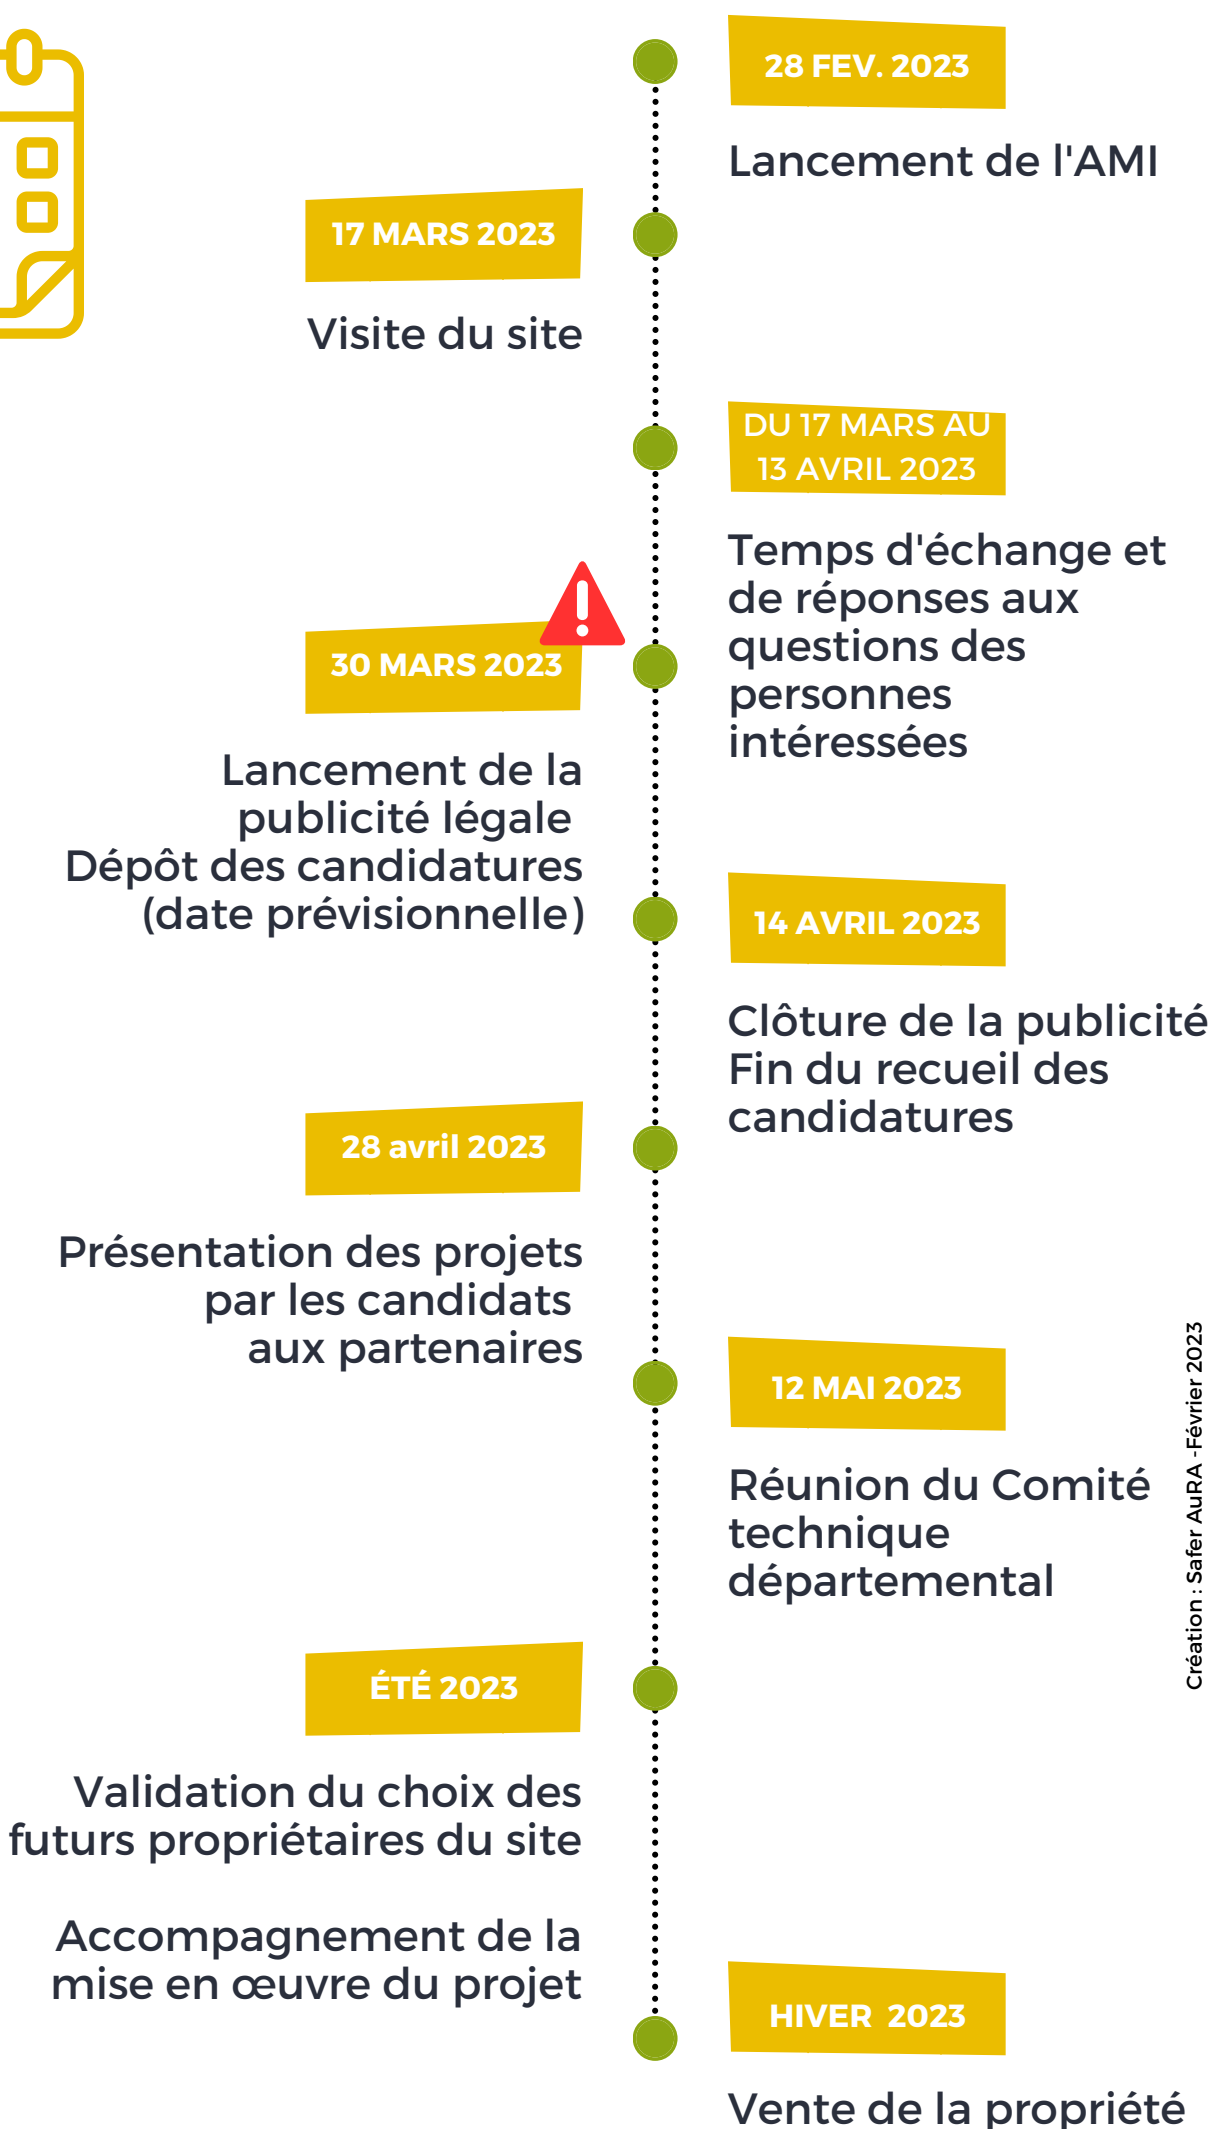 28 FEV. 2023
Lancement de l'AMI
17 MARS 2023
Visite du site
DU 17 MARS AU
13 AVRIL 2023
Temps d'échange et
de réponses aux
questions des
personnes
intéressées
30 MARS 2023
Lancement de la
publicité légale
Dépôt des candidatures
(date prévisionnelle)
14 AVRIL 2023
Clôture de la publicité
Fin du recueil des
candidatures
28 avril 2023
Présentation des projets
par les candidats
aux partenaires
12 MAI 2023
Réunion du Comité
technique
départemental
ÉTÉ 2023
Validation du choix des
futurs propriétaires du site
Accompagnement de la
mise en œuvre du projet
HIVER 2023
Vente de la propriété
Création : Safer AuRA -Février 2023